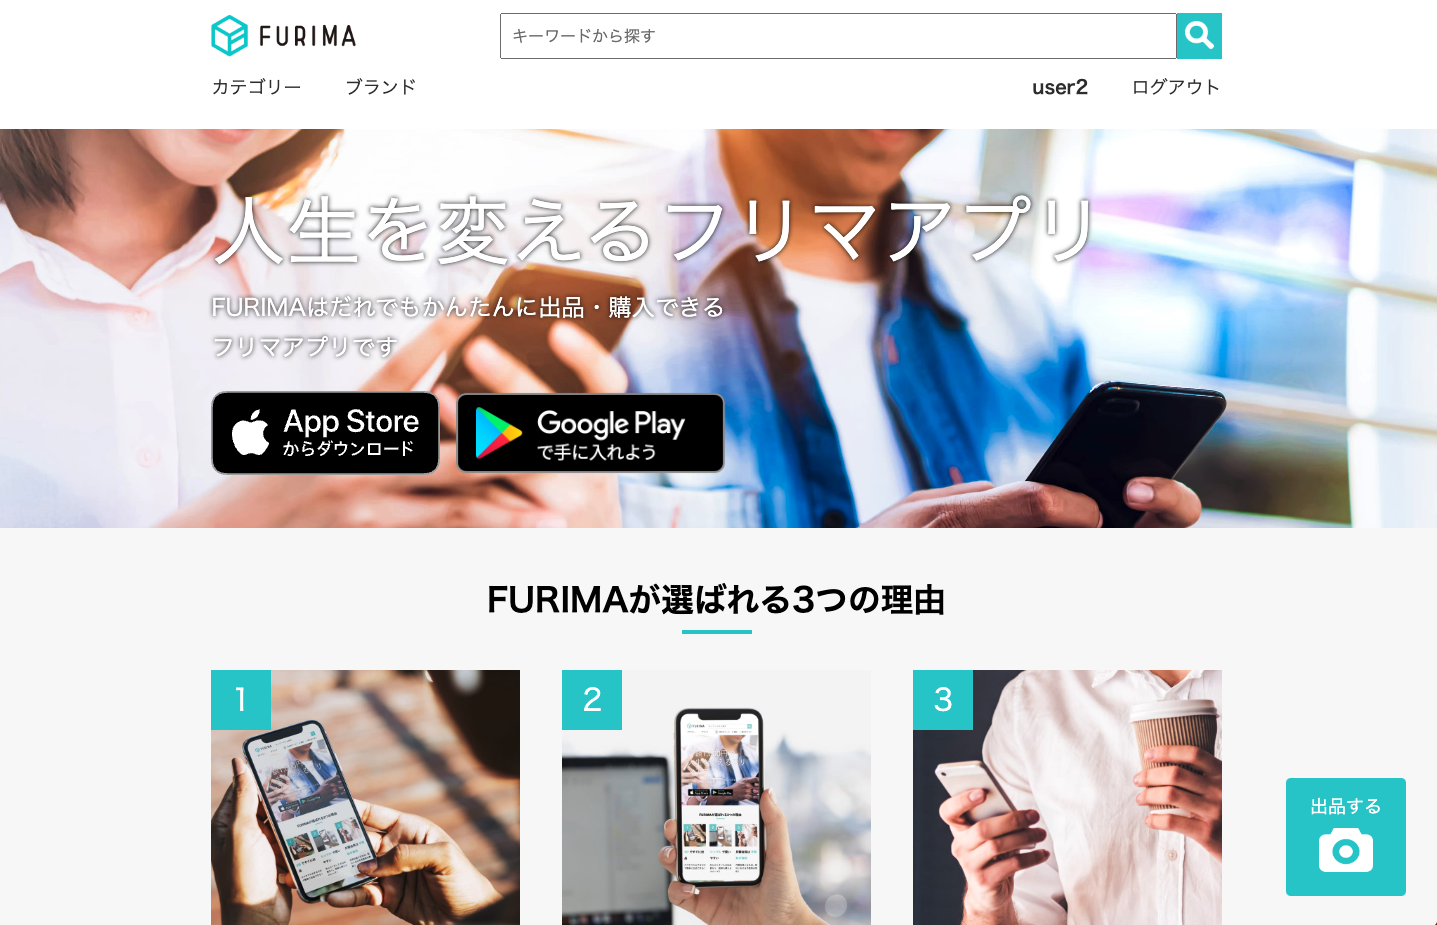 FURIMA
キーワードから探す
カテゴリー
ブランド
user2
ログアウト
人生を変えるフリマアプリ
FURIMAはだれでもかんたんに出品・購入できる
フリマアプリです
App Store
からダウンロード
Google Play
で手に入れよう
FURIMAが選ばれる3つの理由
1
2
3
出品する